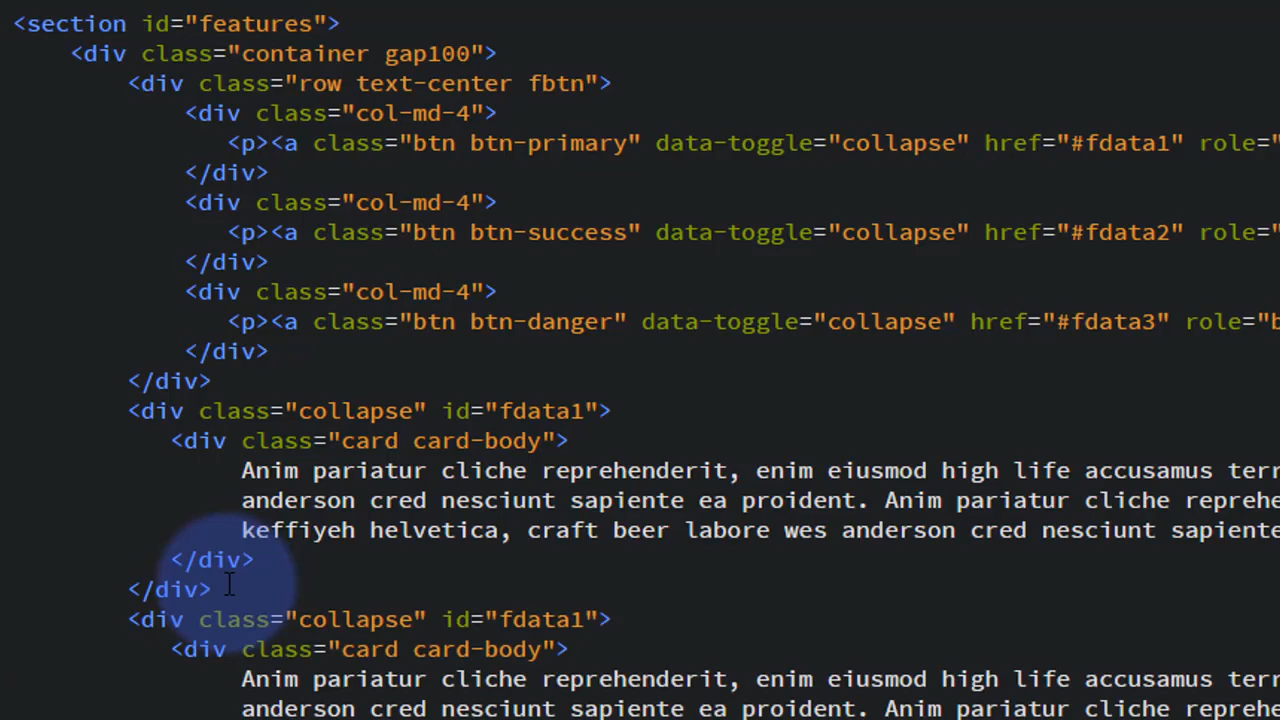 <section id="features">
<div class="container gap100">
<div class="row text-center fbtn">
<div class="col-md-4">
<p><a class="btn btn-primary" data-toggle="collapse" href="#fdata1" role="
</div>
<div class="col-md-4">
<p><a class="btn btn-success" data-toggle="collapse" href="#fdata2" role="
</div>
<div class="col-md-4">
<p><a class="btn btn-danger" data-toggle="collapse" href="#fdata3" role="b
</div>
</div>
<div class="collapse" id="fdata1">
<div class="card card-body">
Anim pariatur cliche reprehenderit, enim eiusmod high life accusamus terr
anderson cred nesciunt sapiente ea proident. Anim pariatur cliche reprehe
keffiyeh helvetica, craft beer labore wes anderson cred nesciunt sapiente
</div>
</div>
<div class="collapse" id="fdata1">
<div class="card card-body">
Anim pariatur cliche reprehenderit, enim eiusmod high life accusamus terr
anderson cred nesciunt sapiente ea proident. Anim pariatur cliche reprehe